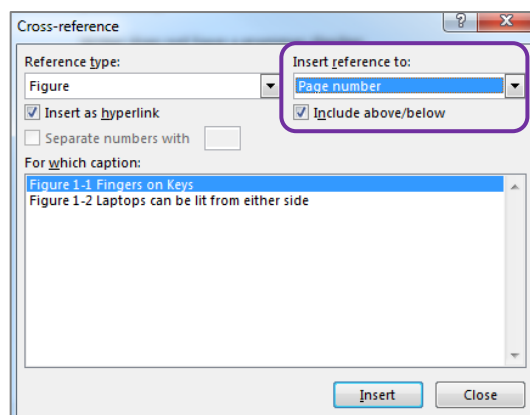 Cross-reference
Reference type:
Insert reference to:
Figure
Page number
Insert as hyperlink
Include above/below
Separate numbers with
For which caption:
Figure 1-1 Fingers on Keys
Figure 1-2 Laptops can be lit from either side
Insert
Close